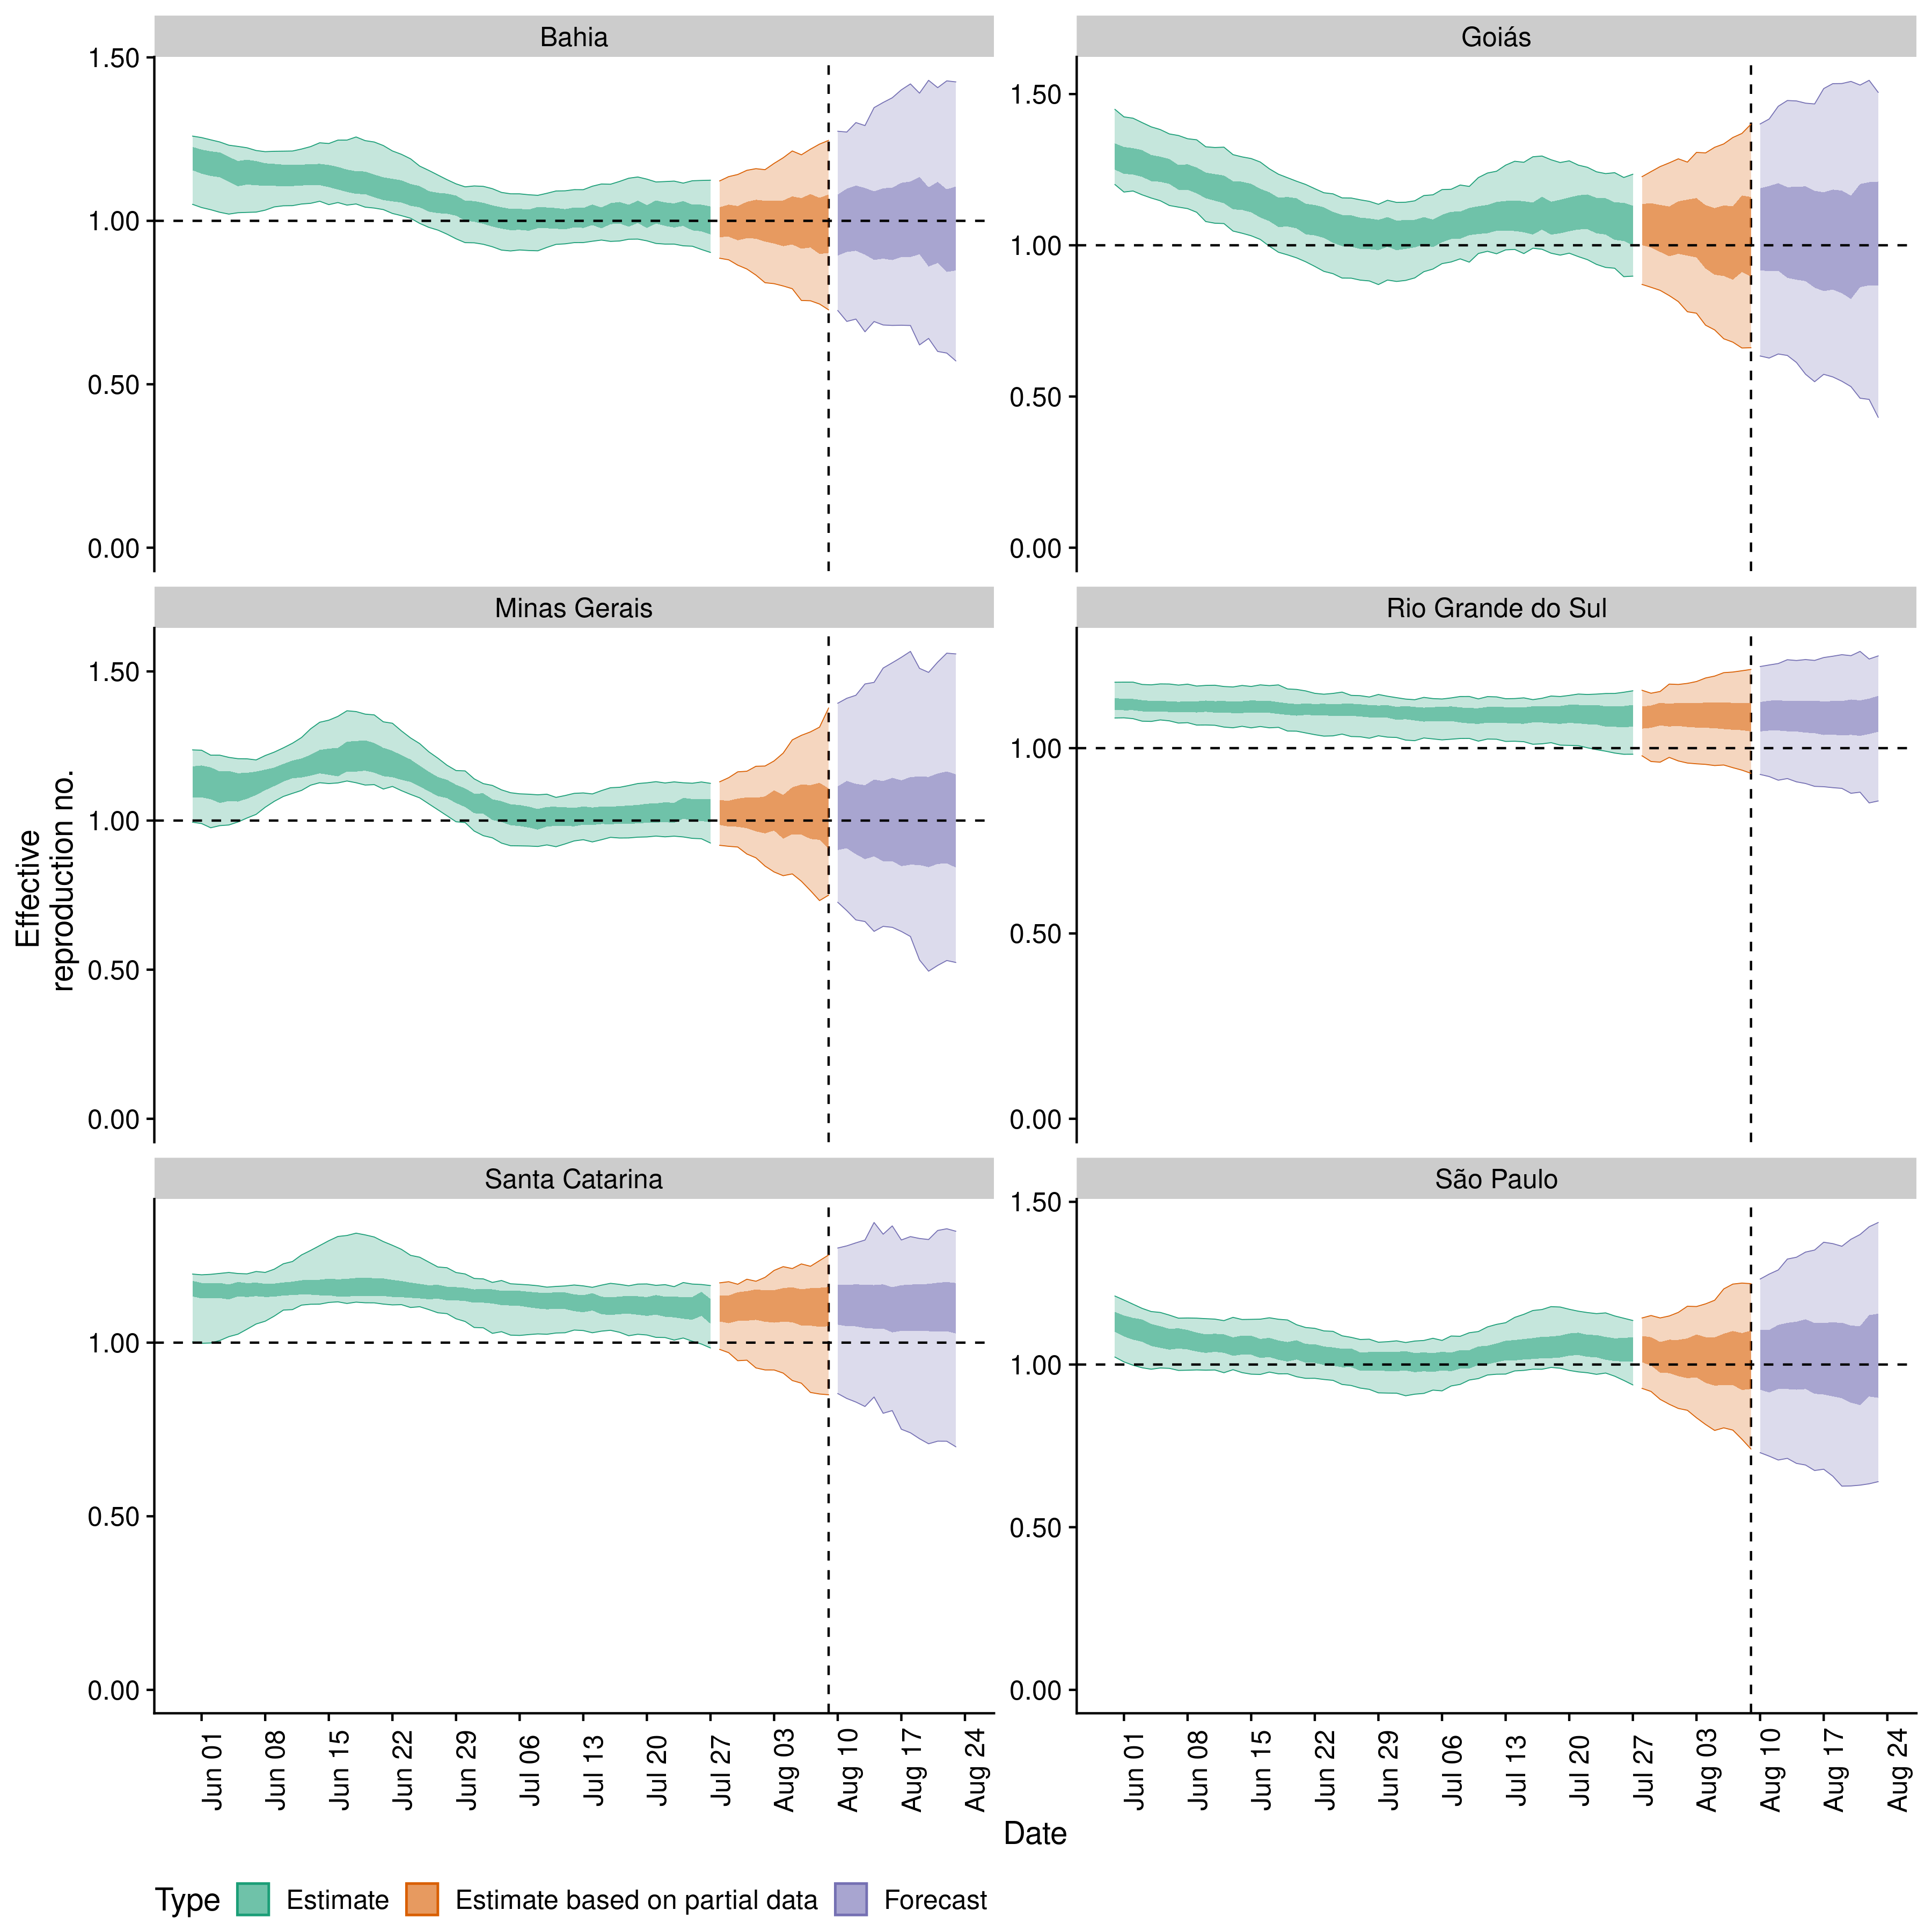 Bahia
Goiás
1.50
1.00
0.50
0.00
1.50
1.00
0.50
0.00
Minas Gerais
Rio Grande do Sul
1.50
1.00
0.50
0.00
1.00
0.50
0.00
Effective
reproduction no.
Santa Catarina
São Paulo
1.00
0.50
0.00
1.50
1.00
0.50
0.00
Jun 01
Jun 08
Jun 15
Jun 22
Jun 29
Jul 06
Jul 13
Jul 20
Jul 27
Aug 03
Aug 10
Aug 17
Aug 24
Jun 01
Jun 08
Jun 15
Jun 22
Jun 29
Jul 06
Jul 13
Jul 20
Jul 27
Aug 03
Aug 10
Aug 17
Aug 24
Date
Type Estimate Estimate based on partial data Forecast